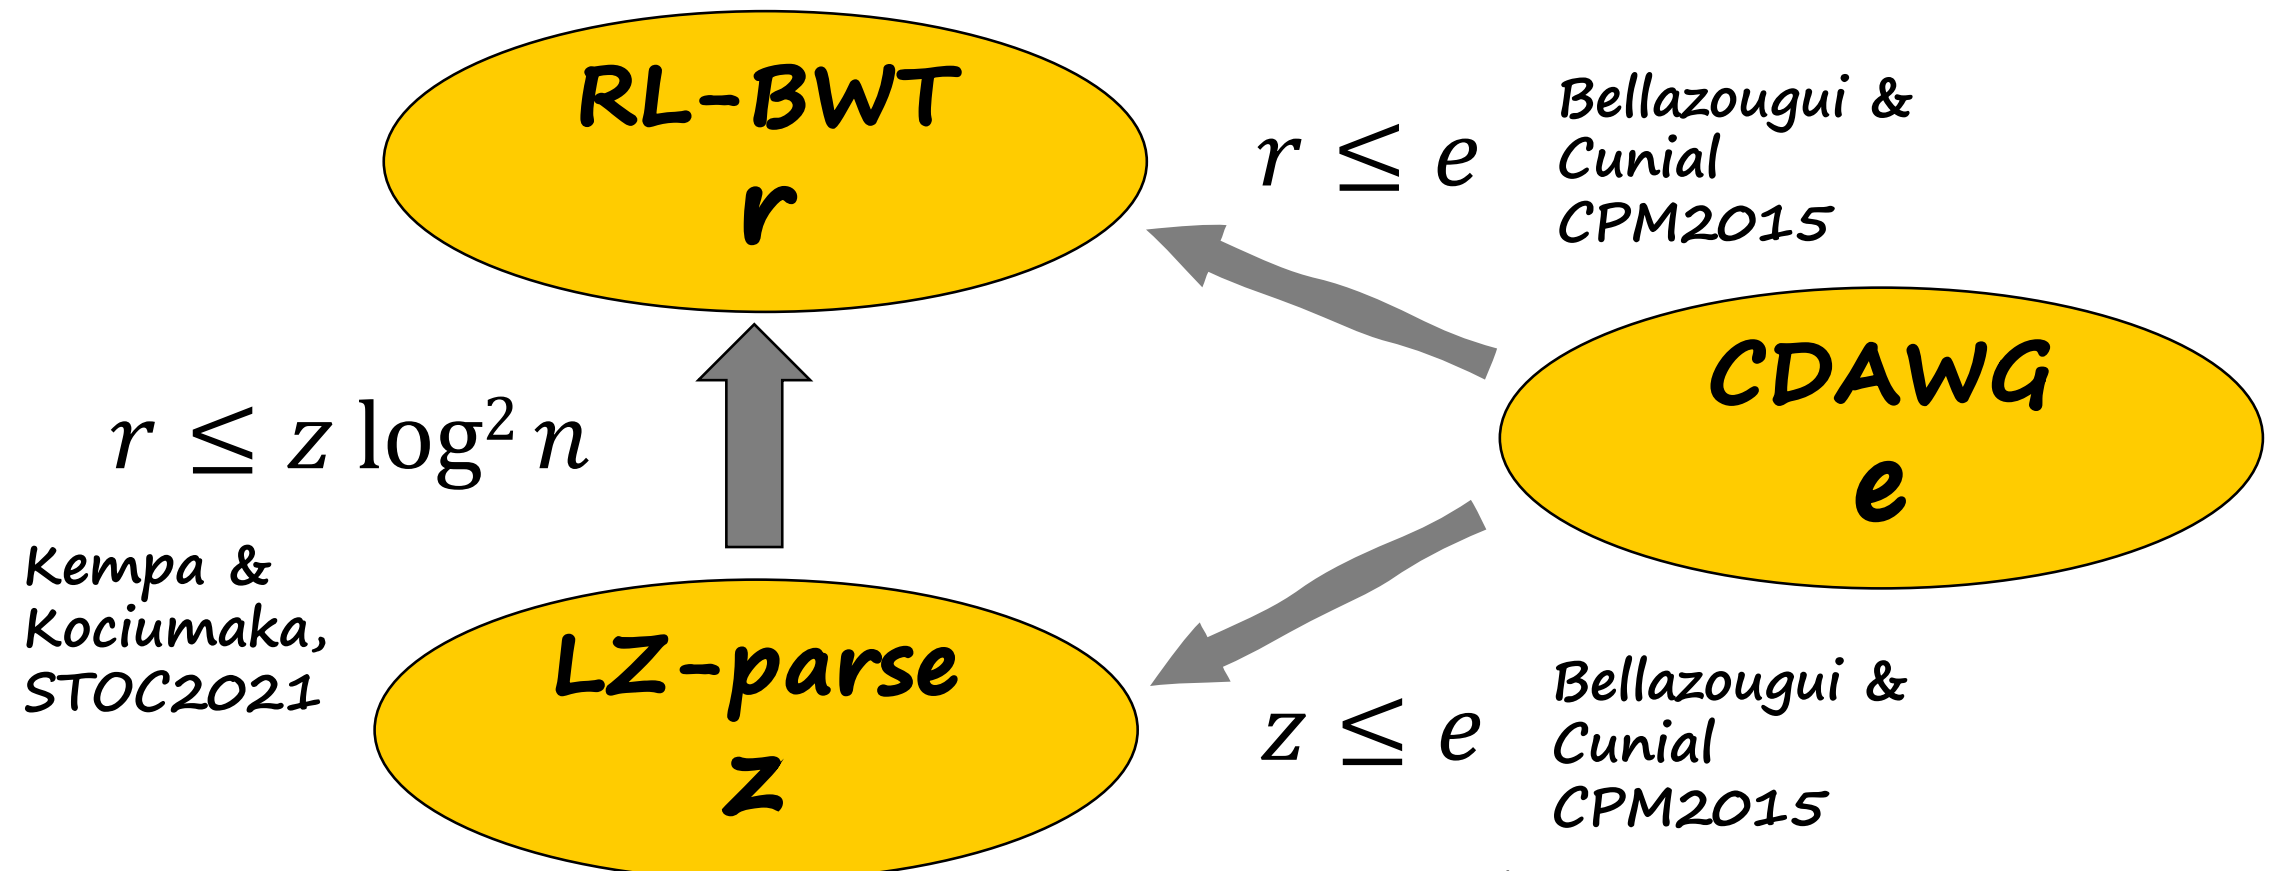 RL-BWT
r
r ≤ e
Bellazougui &
Cunial
CPM2015
CDAWG
e
r ≤ z log² n
Kempa &
Kociumaka,
STOC2021
LZ-parse
z
z ≤ e
Bellazougui &
Cunial
CPM2015